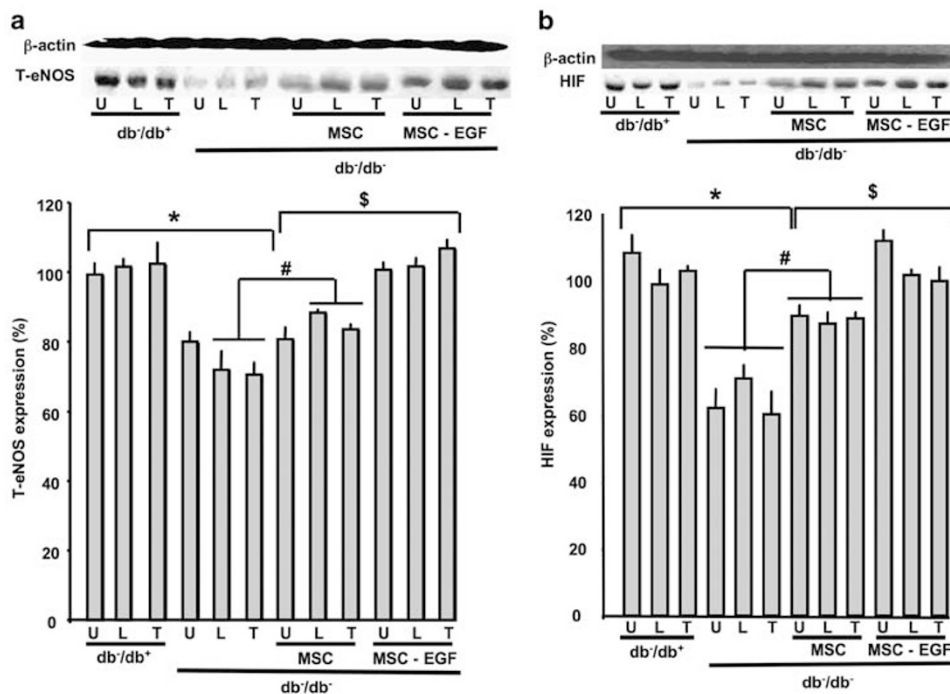 a
β-actin
T-eNOS
U L T U L T U L T U L T
db⁻/db⁺ MSC MSC - EGF
db⁻/db⁻
* # $
T-eNOS expression (%)
120
100
80
60
40
20
0
U L T U L T U L T U L T
db⁻/db⁺ MSC MSC - EGF
db⁻/db⁻
b
β-actin
HIF
U L T U L T U L T U L T
db⁻/db⁺ MSC MSC - EGF
db⁻/db⁻
* # $
HIF expression (%)
120
100
80
60
40
20
0
U L T U L T U L T U L T
db⁻/db⁺ MSC MSC - EGF
db⁻/db⁻